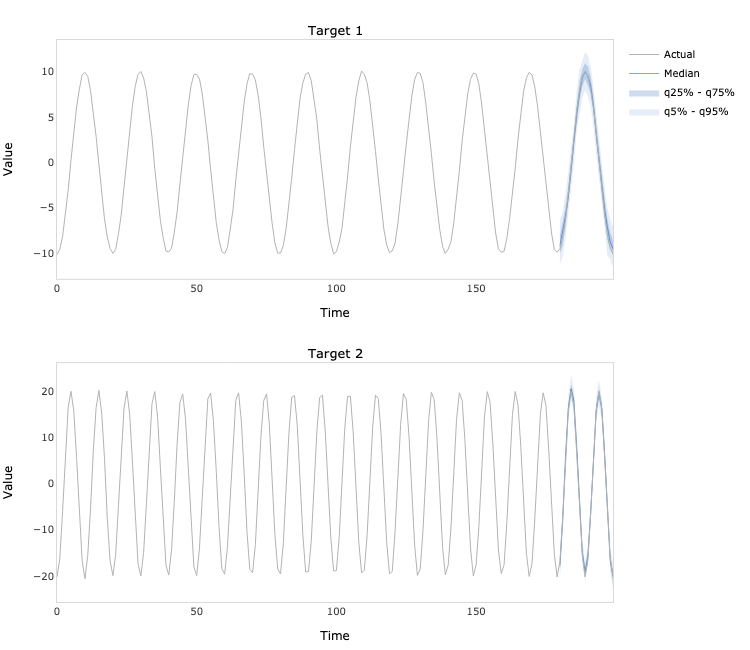 Target 1
Actual
Median
q25% - q75%
q5% - q95%
10
5
0
−5
−10
Value
0 50 100 150
Time
Target 2
20
10
0
−10
−20
Value
0 50 100 150
Time